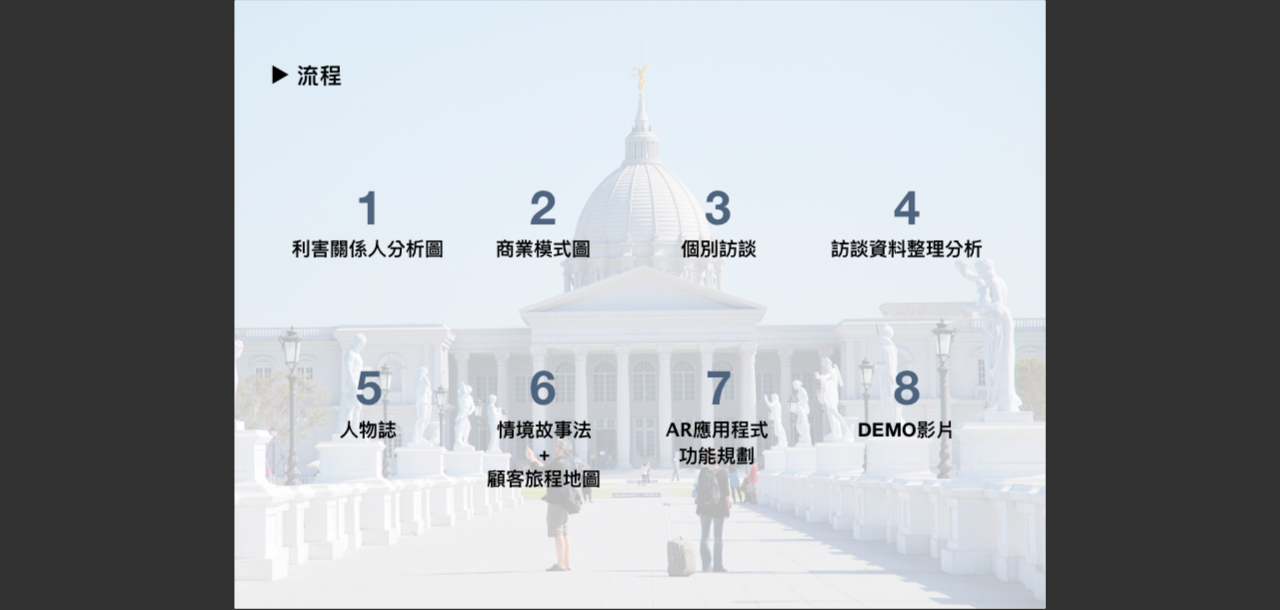 ▶ 流程
1
利害關係人分析圖
2
商業模式圖
3
個別訪談
4
訪談資料整理分析
5
人物誌
6
情境故事法
+
顧客旅程地圖
7
AR應用程式
功能規劃
8
DEMO影片